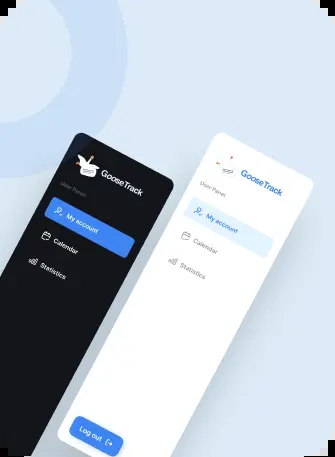 GooseTrack
User Panel
My account
Calendar
Statistics
GooseTrack
User Panel
My account
Calendar
Statistics
Log out